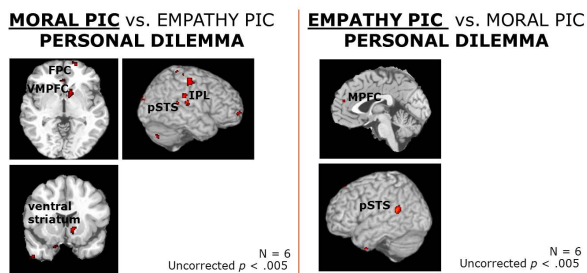 MORAL PIC vs. EMPATHY PIC
PERSONAL DILEMMA
FPC
VMPFC
IPL
pSTS
ventral
striatum
N = 6
Uncorrected p < .005
EMPATHY PIC vs. MORAL PIC
PERSONAL DILEMMA
MPFC
pSTS
N = 6
Uncorrected p < .005